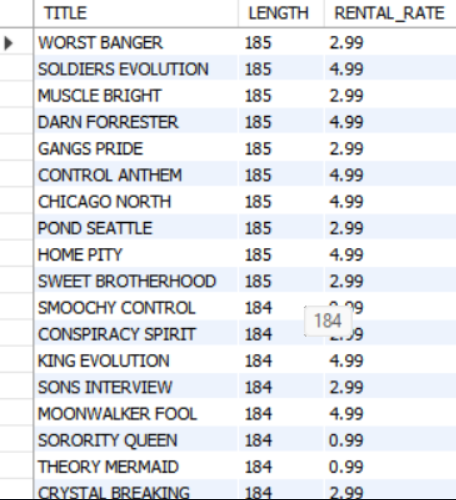 TITLE LENGTH RENTAL_RATE
WORST BANGER 185 2.99
SOLDIERS EVOLUTION 185 4.99
MUSCLE BRIGHT 185 2.99
DARN FORRESTER 185 4.99
GANGS PRIDE 185 2.99
CONTROL ANTHEM 185 4.99
CHICAGO NORTH 185 4.99
POND SEATTLE 185 2.99
HOME PITY 185 4.99
SWEET BROTHERHOOD 185 2.99
SMOOCHY CONTROL 184
184
CONSPIRACY SPIRIT 184
KING EVOLUTION 184 4.99
SONS INTERVIEW 184 2.99
MOONWALKER FOOL 184 4.99
SORORITY QUEEN 184 0.99
THEORY MERMAID 184 0.99
CRYSTAL BREAKING 184 2.99